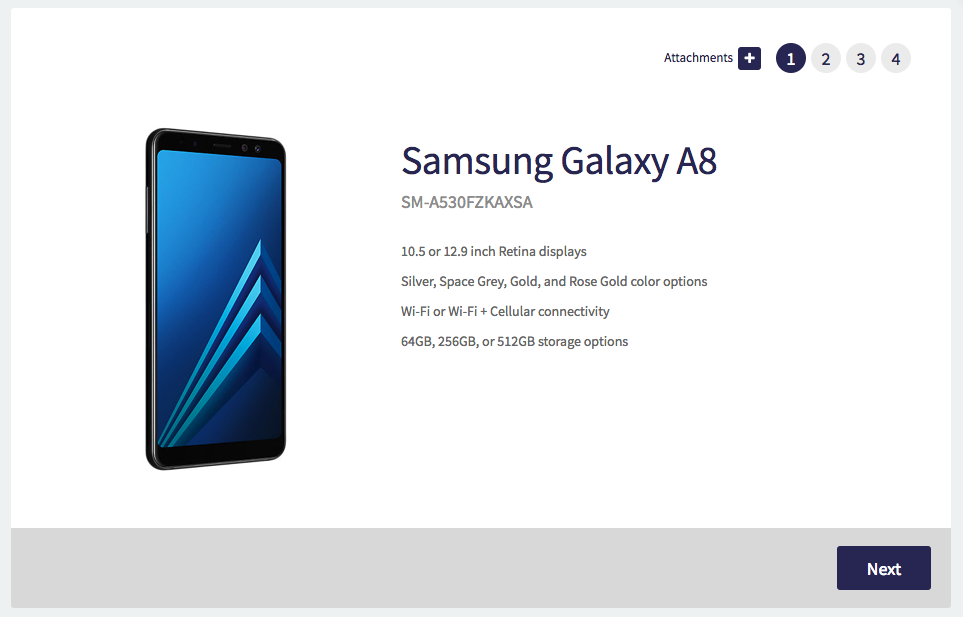 Attachments + 1 2 3 4
Samsung Galaxy A8
SM-A530FZKAXSA
10.5 or 12.9 inch Retina displays
Silver, Space Grey, Gold, and Rose Gold color options
Wi-Fi or Wi-Fi + Cellular connectivity
64GB, 256GB, or 512GB storage options
Next